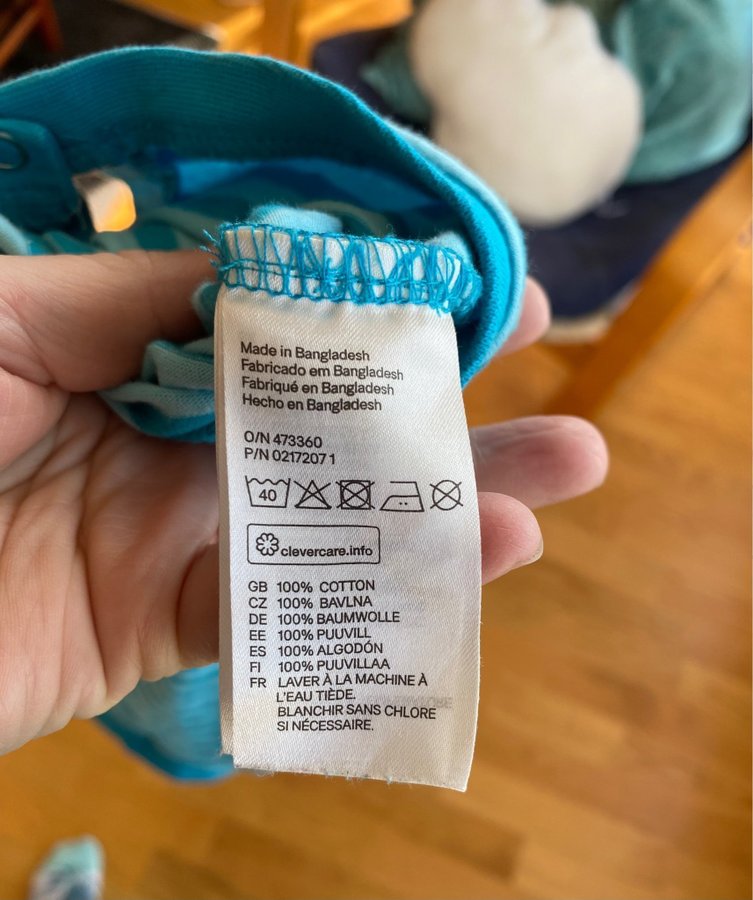 Made in Bangladesh
Fabricado em Bangladesh
Fabriqué en Bangladesh
Hecho en Bangladesh
O/N 473360
P/N 0217207 1
40
clevercare.info
GB 100% COTTON
CZ 100% BAVLNA
DE 100% BAUMWOLLE
EE 100% PUUVILL
ES 100% ALGODÓN
FI 100% PUUVILLAA
FR LAVER À LA MACHINE À
L'EAU TIÈDE.
BLANCHIR SANS CHLORE
SI NÉCESSAIRE.